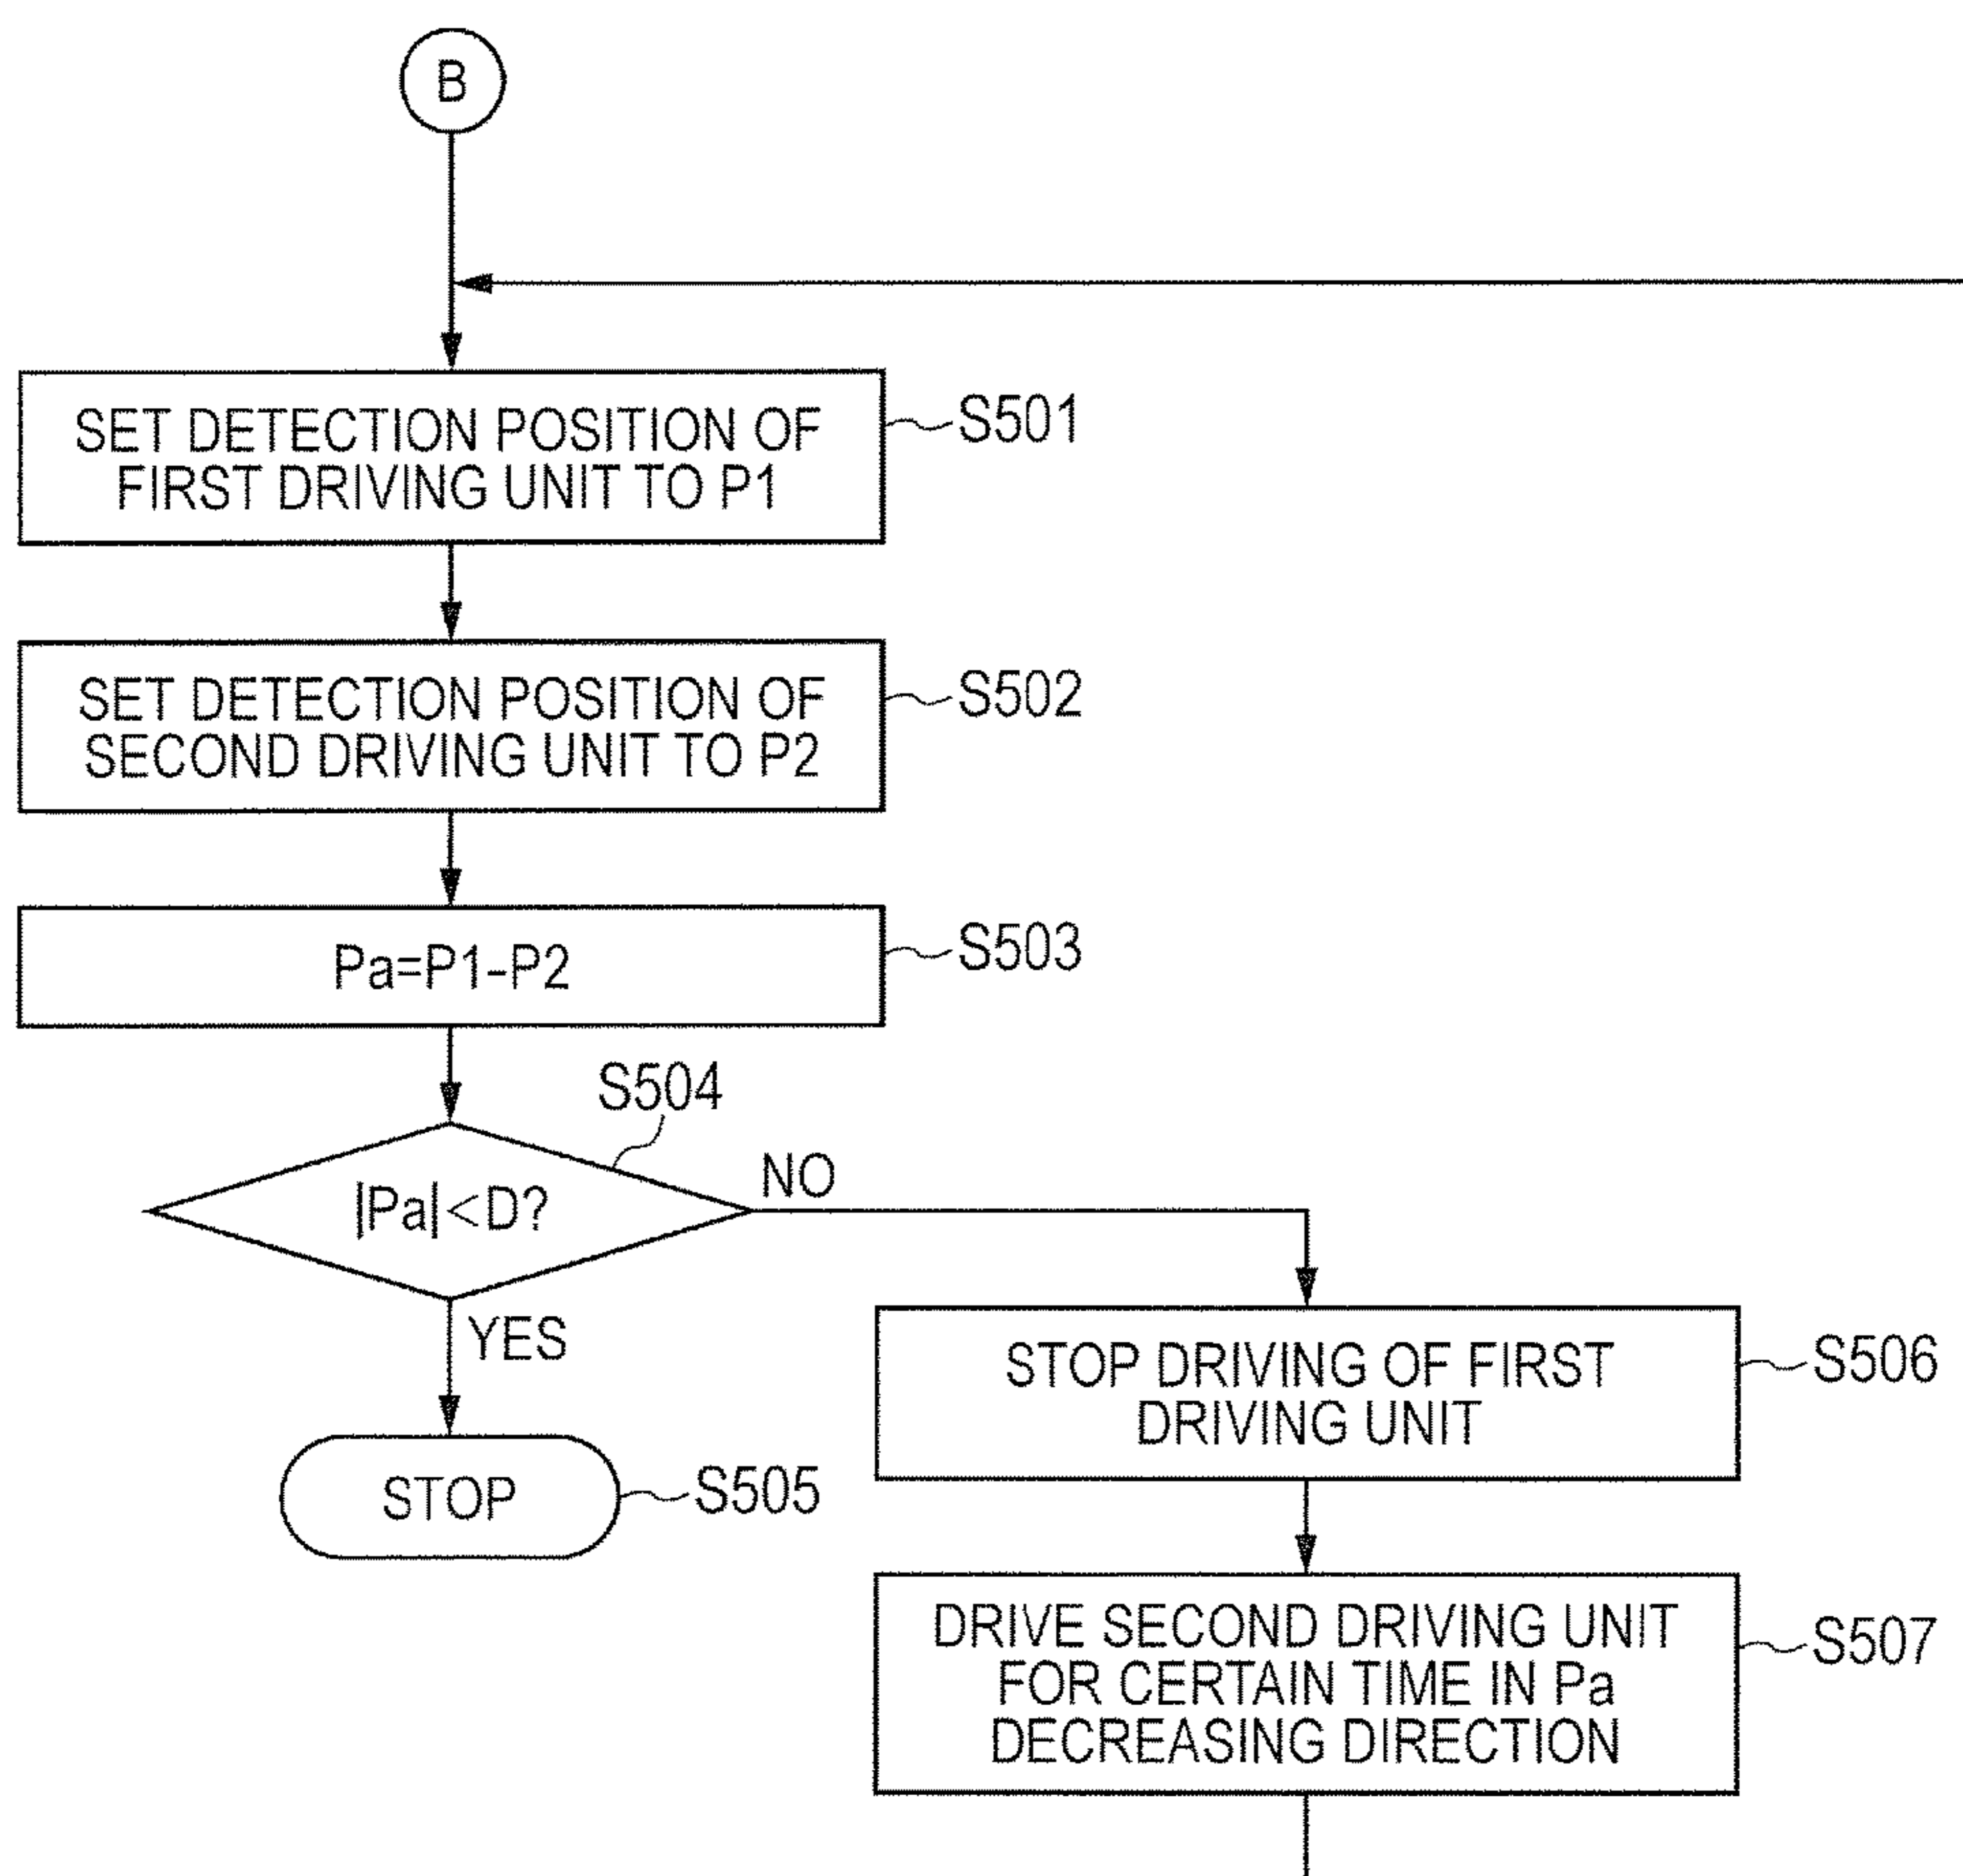 B
SET DETECTION POSITION OF
FIRST DRIVING UNIT TO P1
S501
SET DETECTION POSITION OF
SECOND DRIVING UNIT TO P2
S502
Pa=P1-P2
S503
S504
|Pa|<D?
NO
YES
STOP
S505
STOP DRIVING OF FIRST
DRIVING UNIT
S506
DRIVE SECOND DRIVING UNIT
FOR CERTAIN TIME IN Pa
DECREASING DIRECTION
S507